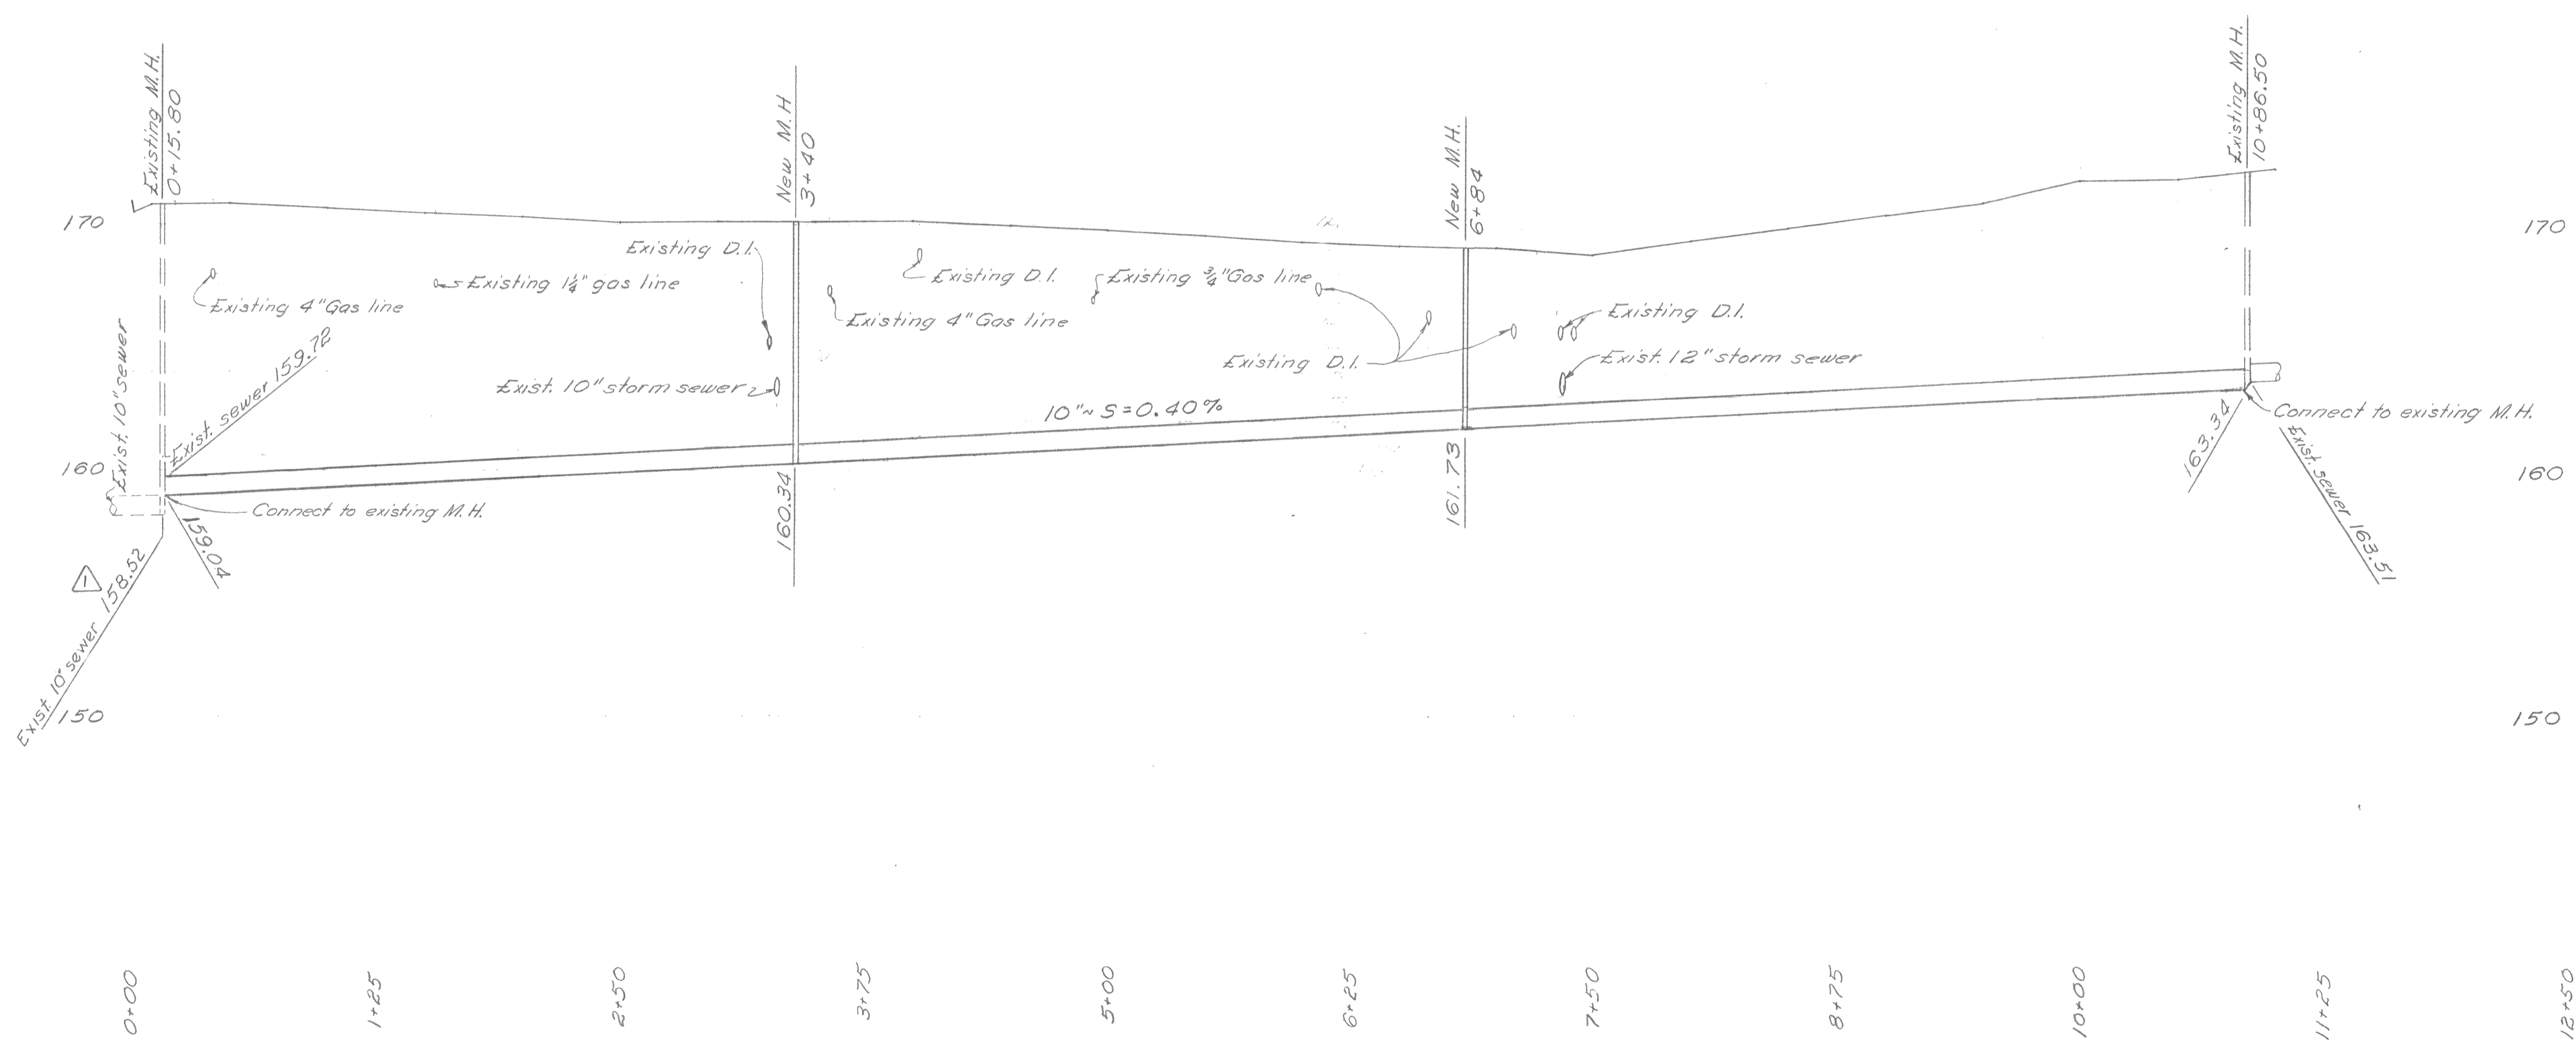 Existing M.H.
0+15.80
New M.H
3+40
New M.H.
6+84
Existing M.H.
10+86.50
170
170
Existing D.I.
Existing 1¼" gas line
Existing 4" Gas line
Existing D.I.
Existing 4" Gas line
Existing ¾" Gas line
Existing D.I.
Existing D.I.
Exist. 12" storm sewer
Exist. 10" storm sewer
Exist. 10" sewer
Exist. sewer 159.72
10" ~ S=0.40%
160
160
Connect to existing M.H.
159.04
160.34
161.73
163.34
Connect to existing M.H.
Exist. sewer 163.51
1
Exist. 10" sewer 158.52
150
150
0+00
1+25
2+50
3+75
5+00
6+25
7+50
8+75
10+00
11+25
12+50